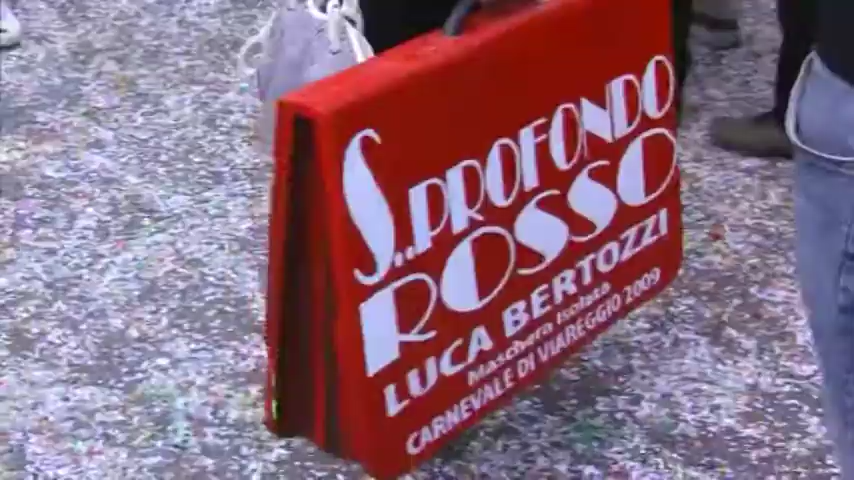 S..PROFONDO
ROSSO
LUCA BERTOZZI
Maschera Isolata
CARNEVALE DI VIAREGGIO 2009